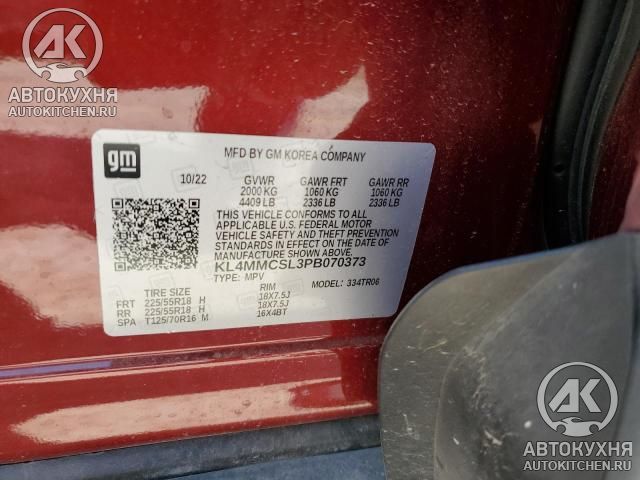 AK
АВТОКУХНЯ
AUTOKITCHEN.RU
gm
MFD BY GM KOREA COMPANY
10/22 GVWR GAWR FRT GAWR RR
2000 KG 1060 KG 1060 KG
4409 LB 2336 LB 2336 LB
THIS VEHICLE CONFORMS TO ALL
APPLICABLE U.S. FEDERAL MOTOR
VEHICLE SAFETY AND THEFT
PREVENTION STANDARDS IN
EFFECT ON THE DATE OF
MANUFACTURE SHOWN ABOVE.
KL4MMCSL3PB070373
TYPE: MPV MODEL: 334TR06
TIRE SIZE RIM
FRT 225/55R18 H 18X7.5J
RR 225/55R18 H 18X7.5J
SPA T125/70R16 M 16X4BT
AK
АВТОКУХНЯ
AUTOKITCHEN.RU